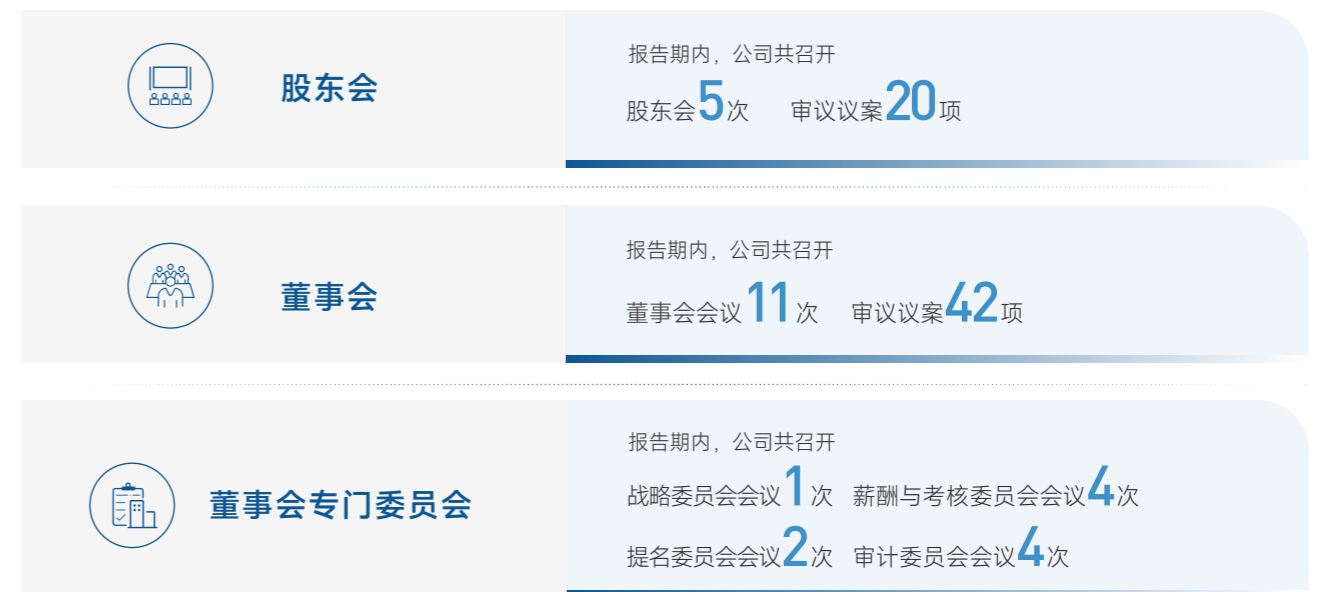 股东会
报告期内，公司共召开
股东会5次 审议议案20项
董事会
报告期内，公司共召开
董事会会议11次 审议议案42项
董事会专门委员会
报告期内，公司共召开
战略委员会会议1次 薪酬与考核委员会会议4次
提名委员会会议2次 审计委员会会议4次